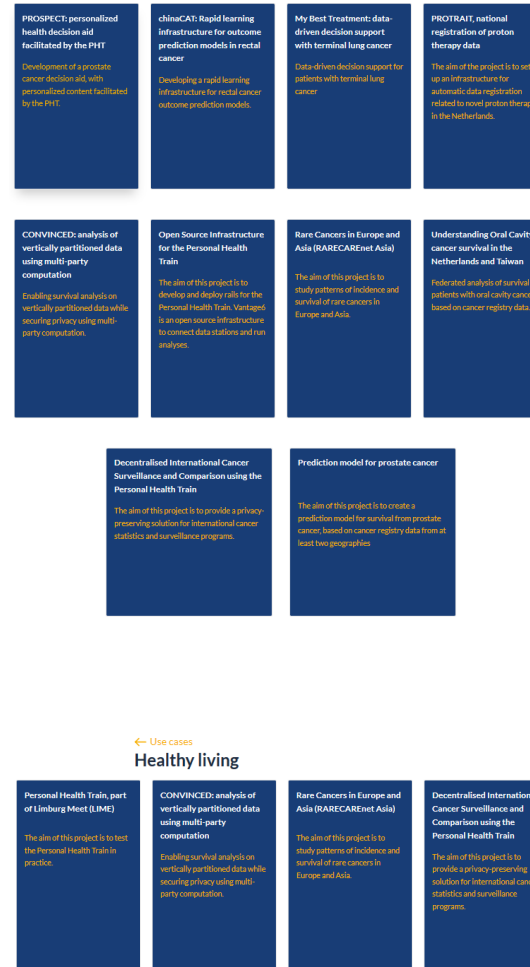 PROSPECT: personalized
health decision aid
facilitated by the PHT
Development of a prostate
cancer decision aid, with
personalized content facilitated
by the PHT.
chinaCAT: Rapid learning
infrastructure for outcome
prediction models in rectal
cancer
Developing a rapid learning
infrastructure for rectal cancer
outcome prediction models.
My Best Treatment: data-
driven decision support
with terminal lung cancer
Data-driven decision support for
patients with terminal lung
cancer
PROTRAIT, national
registration of proton
therapy data
The aim of the project is to set
up an infrastructure for
automatic data registration
related to novel proton therap
in the Netherlands.
CONVINCED: analysis of
vertically partitioned data
using multi-party
computation
Enabling survival analysis on
vertically partitioned data while
securing privacy using multi-
party computation.
Open Source Infrastructure
for the Personal Health
Train
The aim of this project is to
develop and deploy rails for the
Personal Health Train. Vantage6
is an open source infrastructure
to connect data stations and run
analyses.
Rare Cancers in Europe and
Asia (RARECAREnet Asia)
The aim of this project is to
study patterns of incidence and
survival of rare cancers in
Europe and Asia.
Understanding Oral Cavity
cancer survival in the
Netherlands and Taiwan
Federated analysis of survival
patients with oral cavity cance
based on cancer registry data
Decentralised International Cancer
Surveillance and Comparison using the
Personal Health Train
The aim of this project is to provide a privacy-
preserving solution for international cancer
statistics and surveillance programs.
Prediction model for prostate cancer
The aim of this project is to create a
prediction model for survival from prostate
cancer, based on cancer registry data from at
least two geographies
← Use cases
Healthy living
Personal Health Train, part
of Limburg Meet (LIME)
The aim of this project is to test
the Personal Health Train in
practice.
CONVINCED: analysis of
vertically partitioned data
using multi-party
computation
Enabling survival analysis on
vertically partitioned data while
securing privacy using multi-
party computation.
Rare Cancers in Europe and
Asia (RARECAREnet Asia)
The aim of this project is to
study patterns of incidence and
survival of rare cancers in
Europe and Asia.
Decentralised Internation
Cancer Surveillance and
Comparison using the
Personal Health Train
The aim of this project is to
provide a privacy-preserving
solution for international canc
statistics and surveillance
programs.